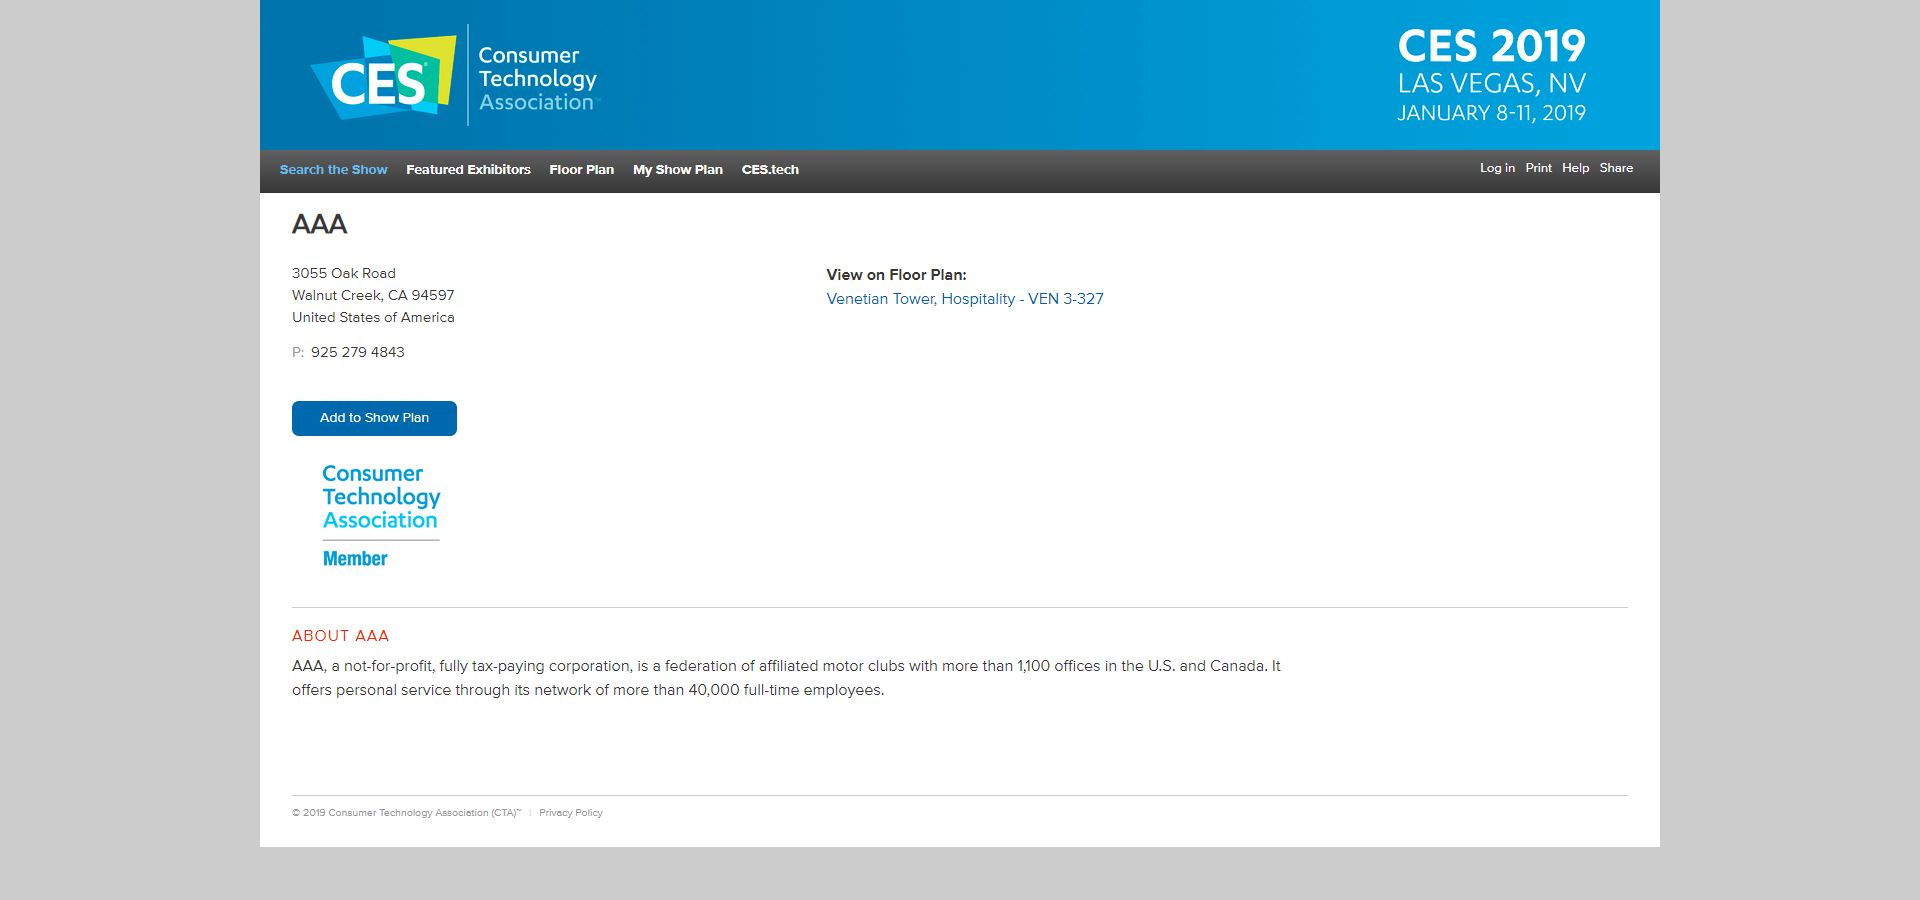 CES®
Consumer
Technology
Association™
CES 2019
LAS VEGAS, NV
JANUARY 8-11, 2019
Search the Show Featured Exhibitors Floor Plan My Show Plan CES.tech Log in Print Help Share
AAA
3055 Oak Road
Walnut Creek, CA 94597
United States of America
P: 925 279 4843
View on Floor Plan:
Venetian Tower, Hospitality - VEN 3-327
Add to Show Plan
Consumer
Technology
Association
Member
ABOUT AAA
AAA, a not-for-profit, fully tax-paying corporation, is a federation of affiliated motor clubs with more than 1,100 offices in the U.S. and Canada. It
offers personal service through its network of more than 40,000 full-time employees.
© 2019 Consumer Technology Association (CTA)™ | Privacy Policy